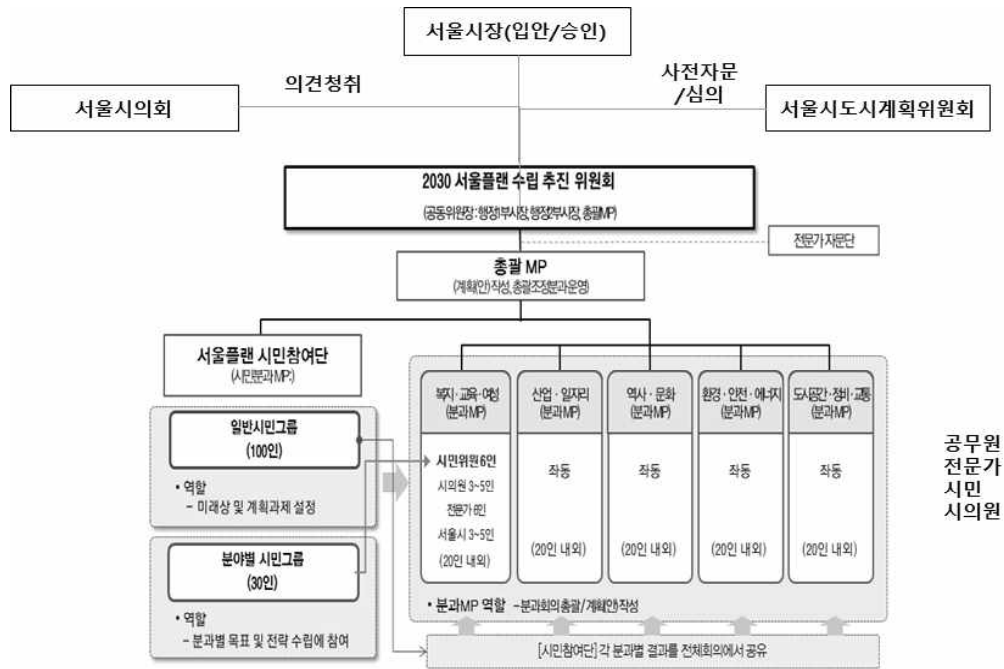 서울시장(입안/승인)
의견청취
사전자문
/심의
서울시의회
서울시도시계획위원회
2030 서울플랜 수립 추진 위원회
(공동위원장 : 행정1부시장, 행정2부시장, 총괄MP)
전문가 자문단
총괄 MP
(계획(안) 작성, 총괄조정분과 운영)
서울플랜 시민참여단
(시민분과 MP:)
복지·교육·여성
(분과MP)
산업·일자리
(분과MP)
역사·문화
(분과MP)
환경·안전·에너지
(분과MP)
도시공간·정비·교통
(분과MP)
일반시민그룹
(100인)
• 역할
– 미래상 및 계획과제 설정
분야별 시민그룹
(30인)
• 역할
– 분과별 목표 및 전략 수립에 참여
시민위원 6인
시의원 3~5인
전문가 6인
서울시 3~5인
(20인 내외)
좌동
(20인 내외)
좌동
(20인 내외)
좌동
(20인 내외)
좌동
(20인 내외)
공무원
전문가
시민
시의원
• 분과MP 역할 –분과회의 총괄/계획(안) 작성
[시민참여단] 각 분과별 결과를 전체회의에서 공유